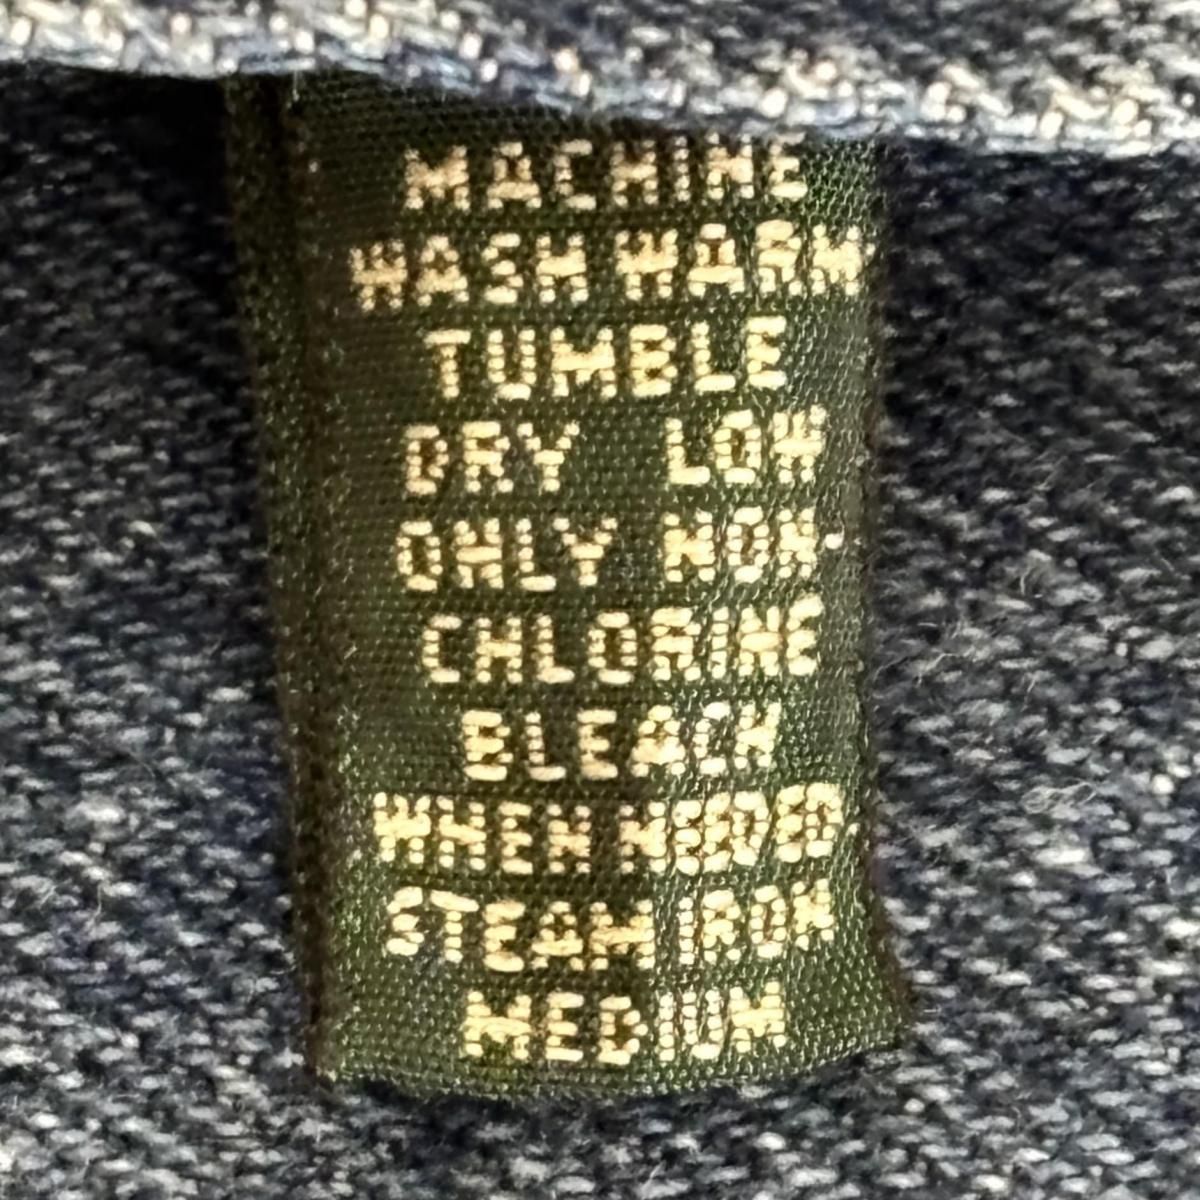 MACHINE
WASH WARM
TUMBLE
DRY LOW
ONLY NON-
CHLORINE
BLEACH
WHEN NEEDED.
STEAM IRON
MEDIUM